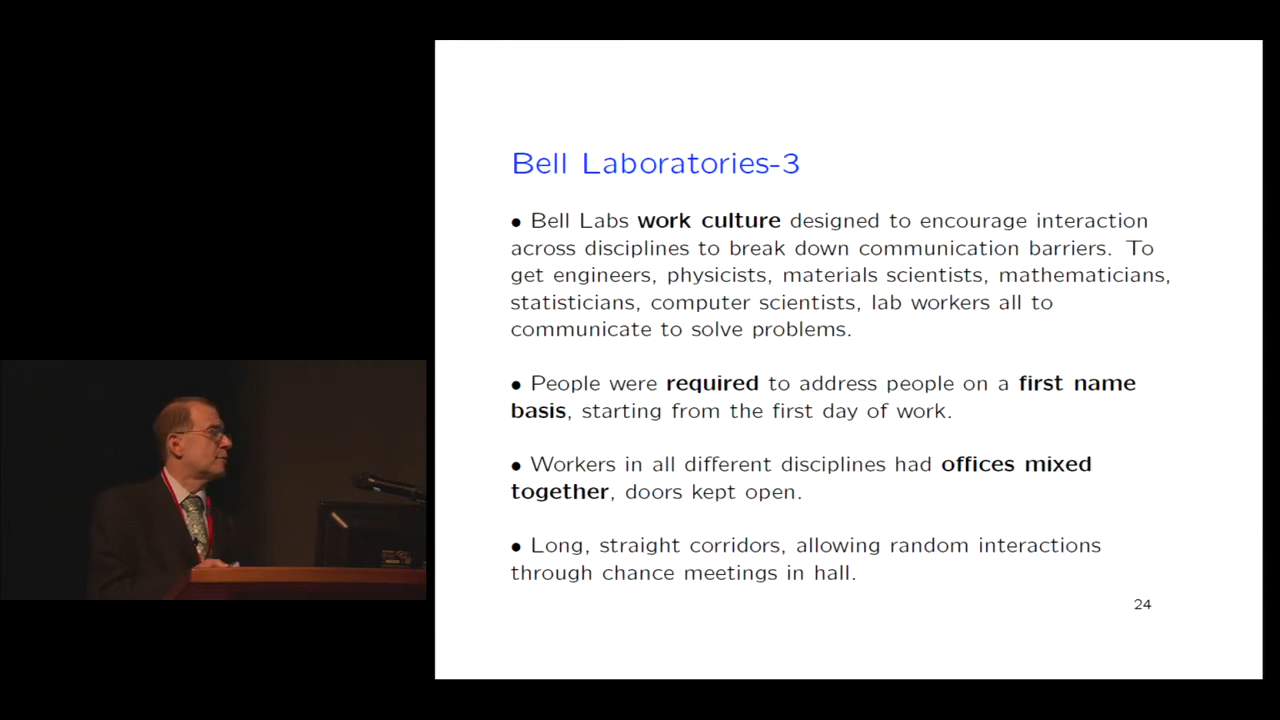 Bell Laboratories-3
• Bell Labs work culture designed to encourage interaction
across disciplines to break down communication barriers. To
get engineers, physicists, materials scientists, mathematicians,
statisticians, computer scientists, lab workers all to
communicate to solve problems.
• People were required to address people on a first name
basis, starting from the first day of work.
• Workers in all different disciplines had offices mixed
together, doors kept open.
• Long, straight corridors, allowing random interactions
through chance meetings in hall.
24